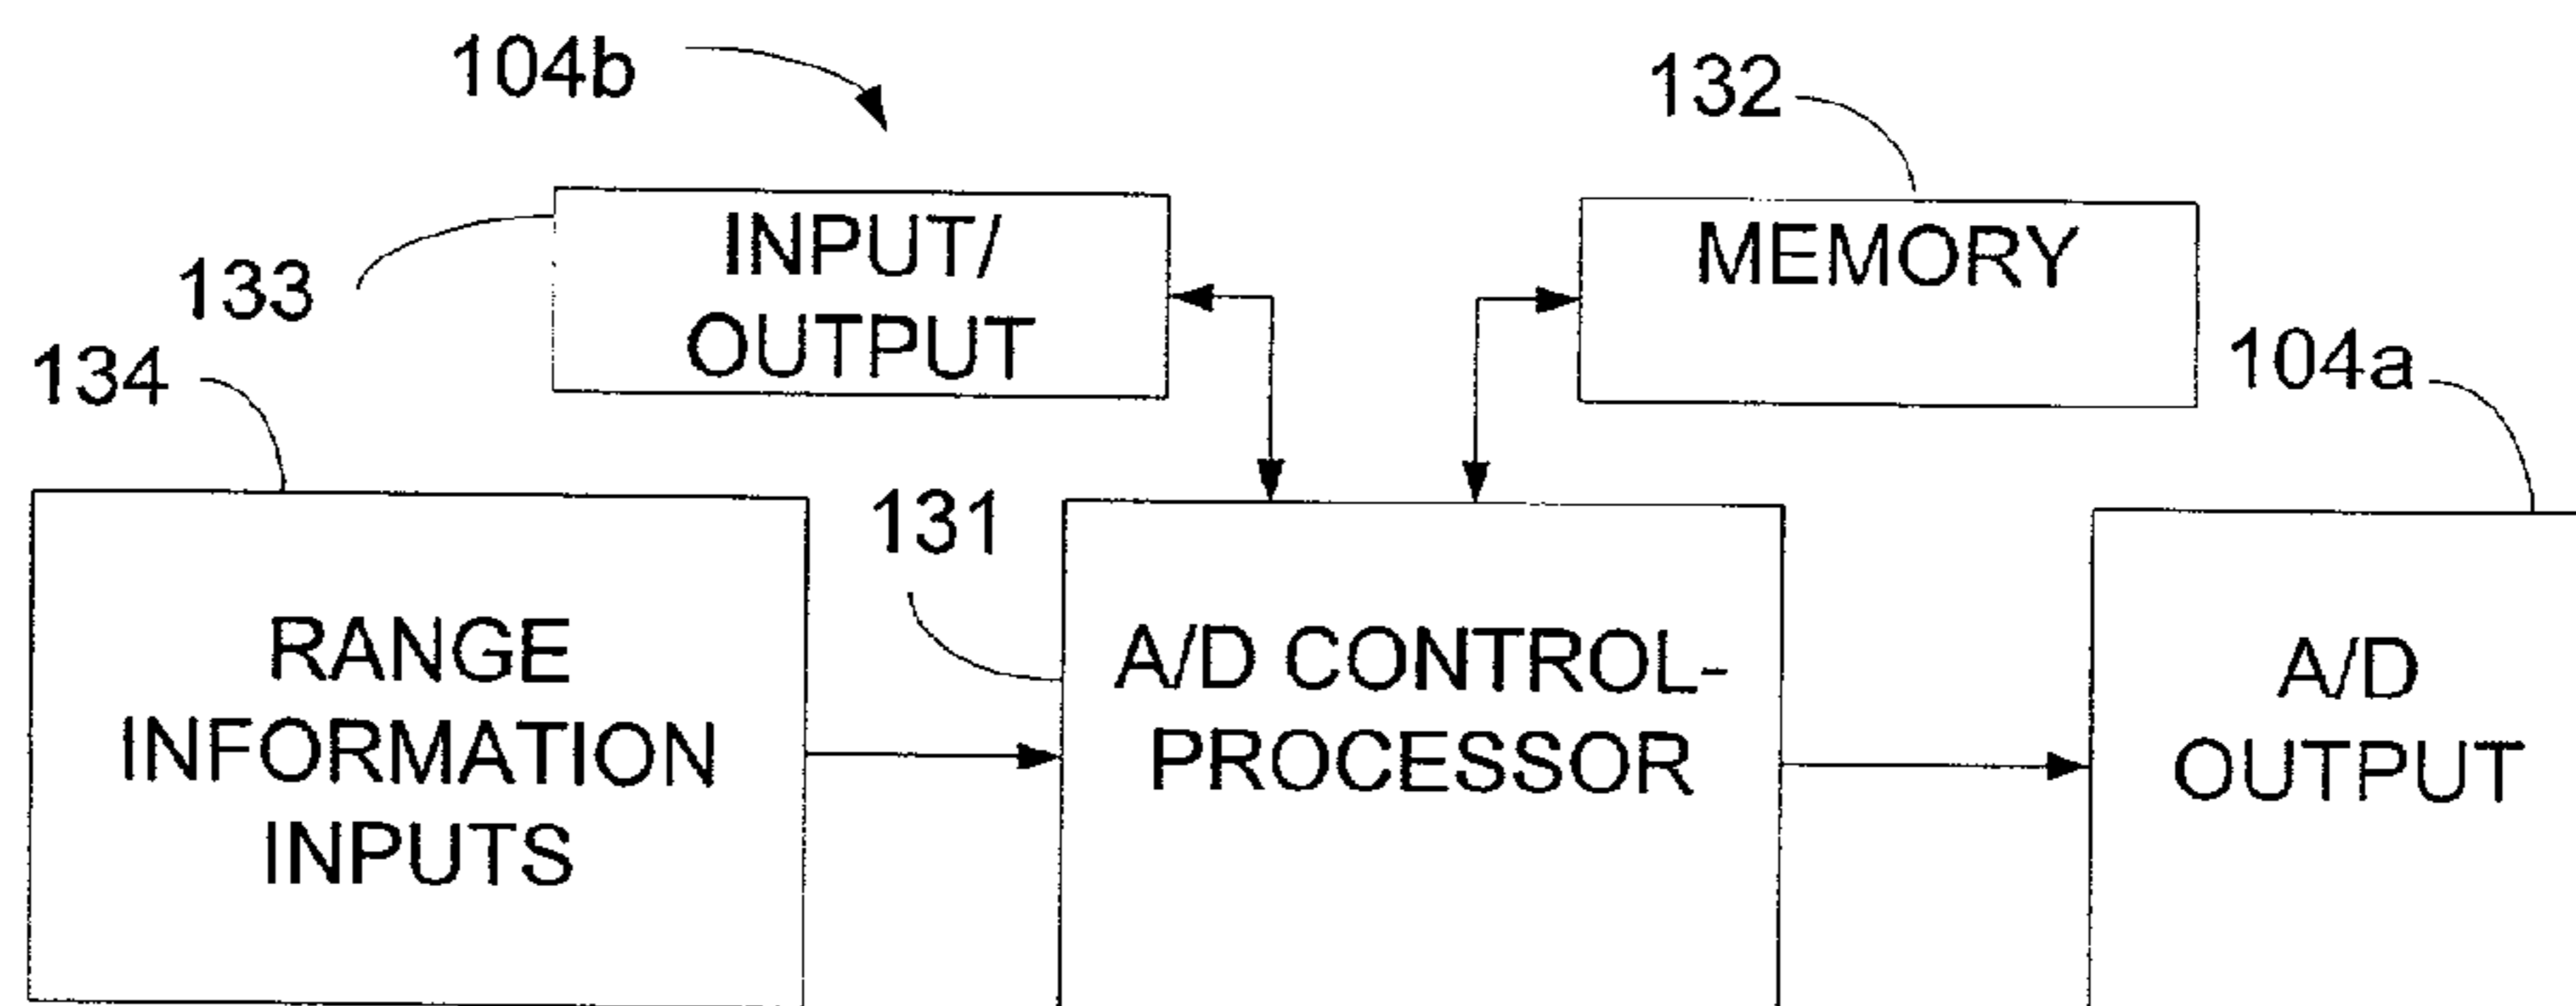 104b
132
INPUT/
OUTPUT
MEMORY
133
134
104a
131
RANGE
INFORMATION
INPUTS
A/D CONTROL-
PROCESSOR
A/D
OUTPUT